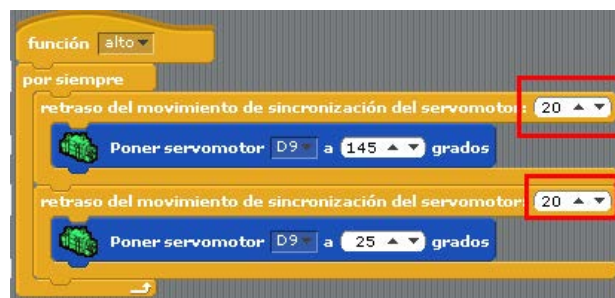 función alto
por siempre
retraso del movimiento de sincronización del servomotor: 20
Poner servomotor D9 a 145 grados
retraso del movimiento de sincronización del servomotor: 20
Poner servomotor D9 a 25 grados